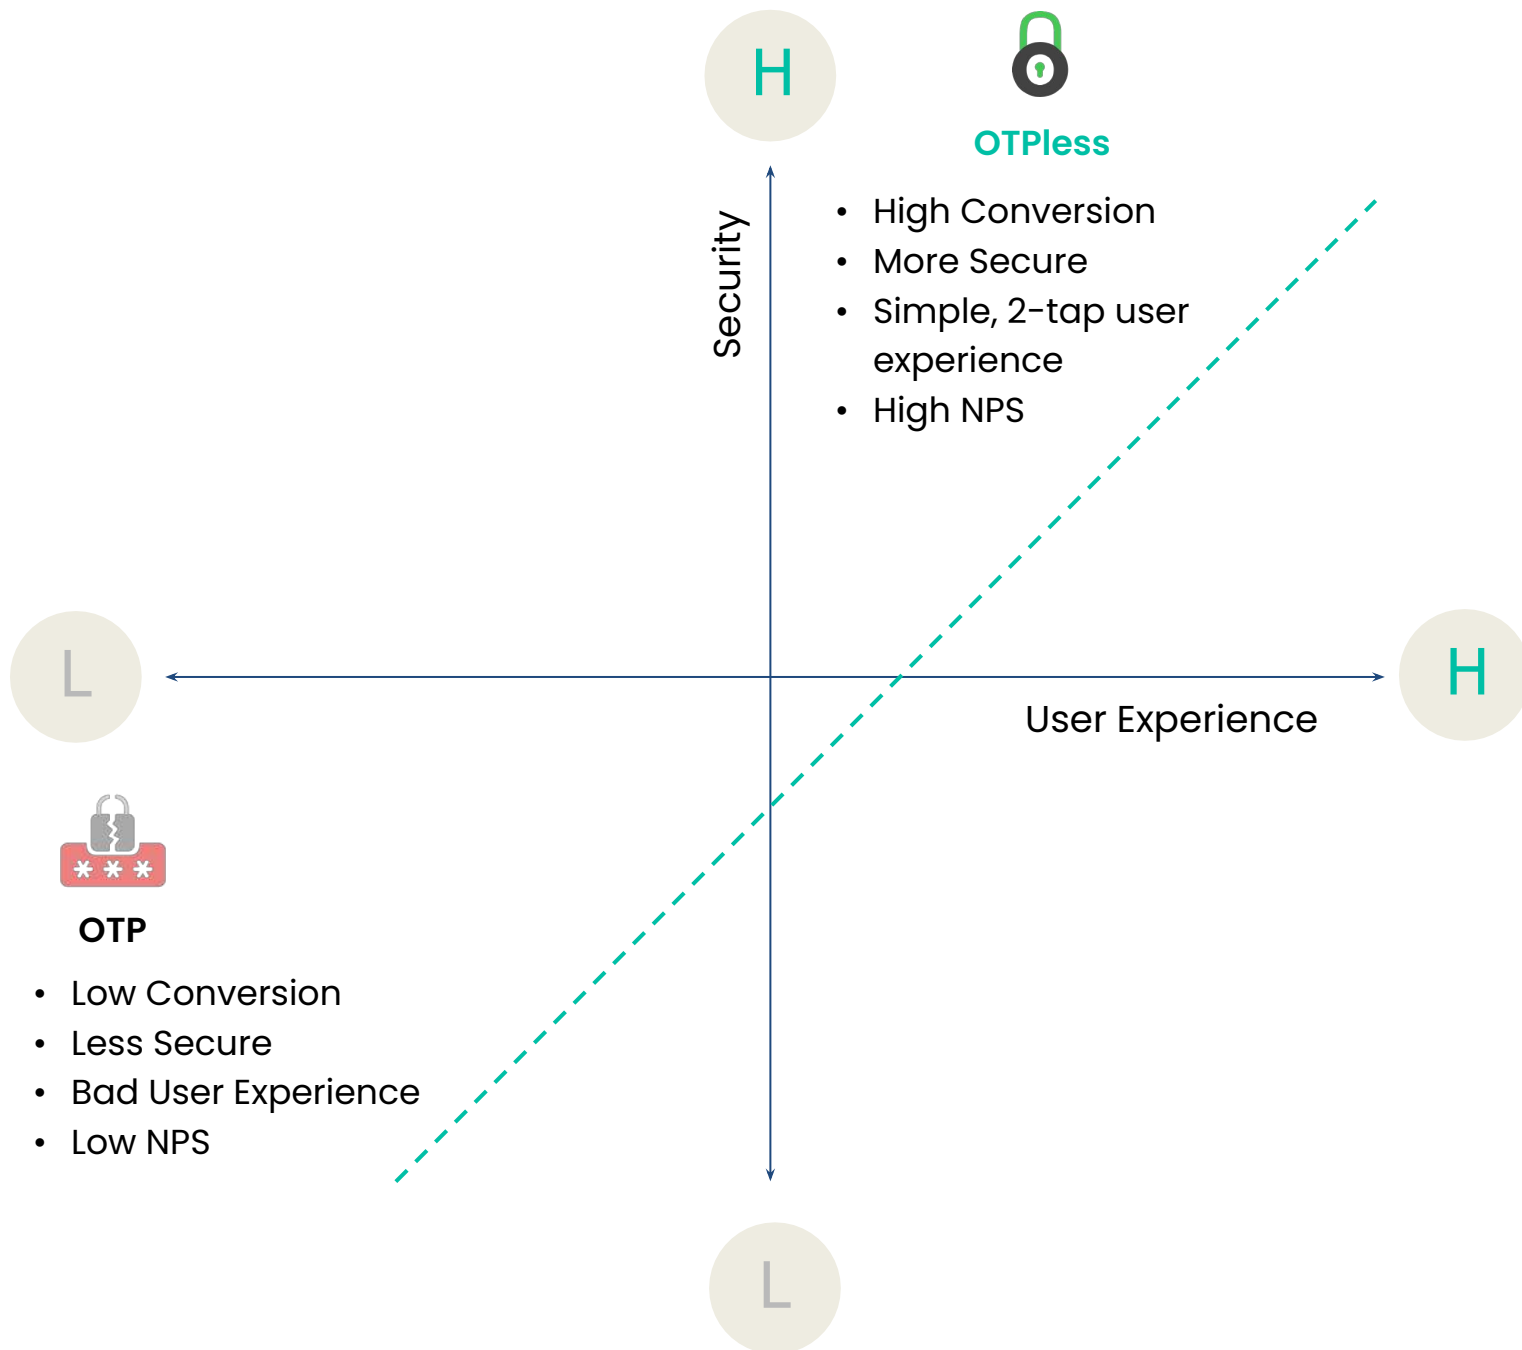 H
OTPless
Security
• High Conversion
• More Secure
• Simple, 2-tap user
experience
• High NPS
L
H
User Experience
***
OTP
• Low Conversion
• Less Secure
• Bad User Experience
• Low NPS
L